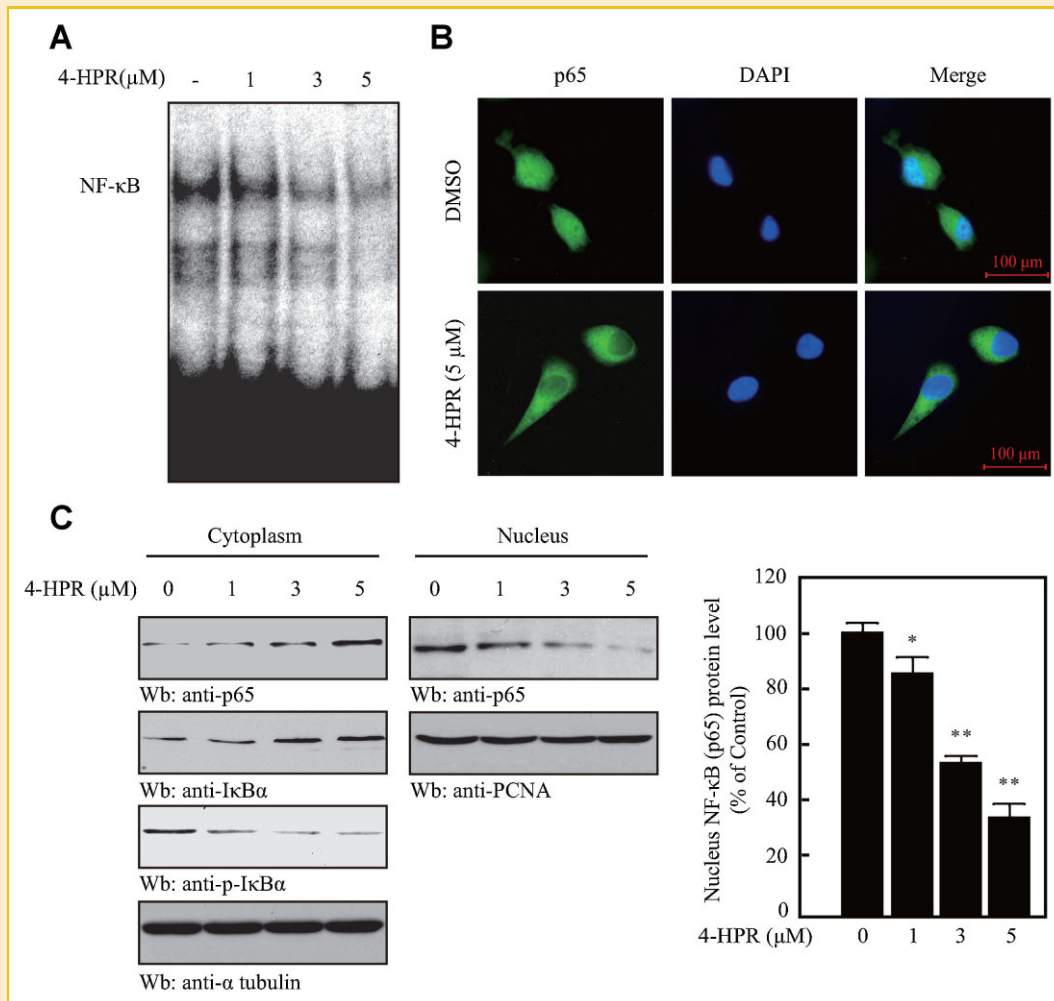 A
4-HPR(μM) - 1 3 5
NF-κB
B
p65 DAPI Merge
DMSO
100 μm
4-HPR (5 μM)
100 μm
C
Cytoplasm Nucleus
4-HPR (μM) 0 1 3 5 0 1 3 5
Wb: anti-p65 Wb: anti-p65
Wb: anti-IκBα Wb: anti-PCNA
Wb: anti-p-IκBα
Wb: anti-α tubulin
Nucleus NF-κB (p65) protein level
(% of Control)
120
100
80
60
40
20
0
*
**
**
4-HPR (μM) 0 1 3 5